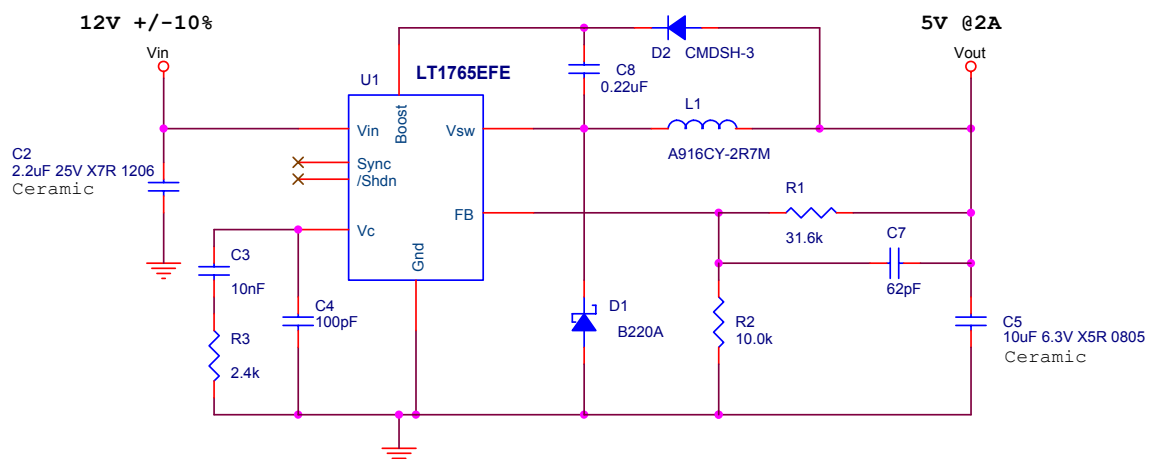 12V +/-10%
5V @2A
Vin
Vout
D2 CMDSH-3
U1
LT1765EFE
C8
0.22uF
L1
A916CY-2R7M
Vin
Boost
Vsw
Sync
/Shdn
FB
Vc
Gnd
C2
2.2uF 25V X7R 1206
Ceramic
R1
31.6k
C7
62pF
C3
10nF
C4
100pF
R3
2.4k
D1
B220A
R2
10.0k
C5
10uF 6.3V X5R 0805
Ceramic